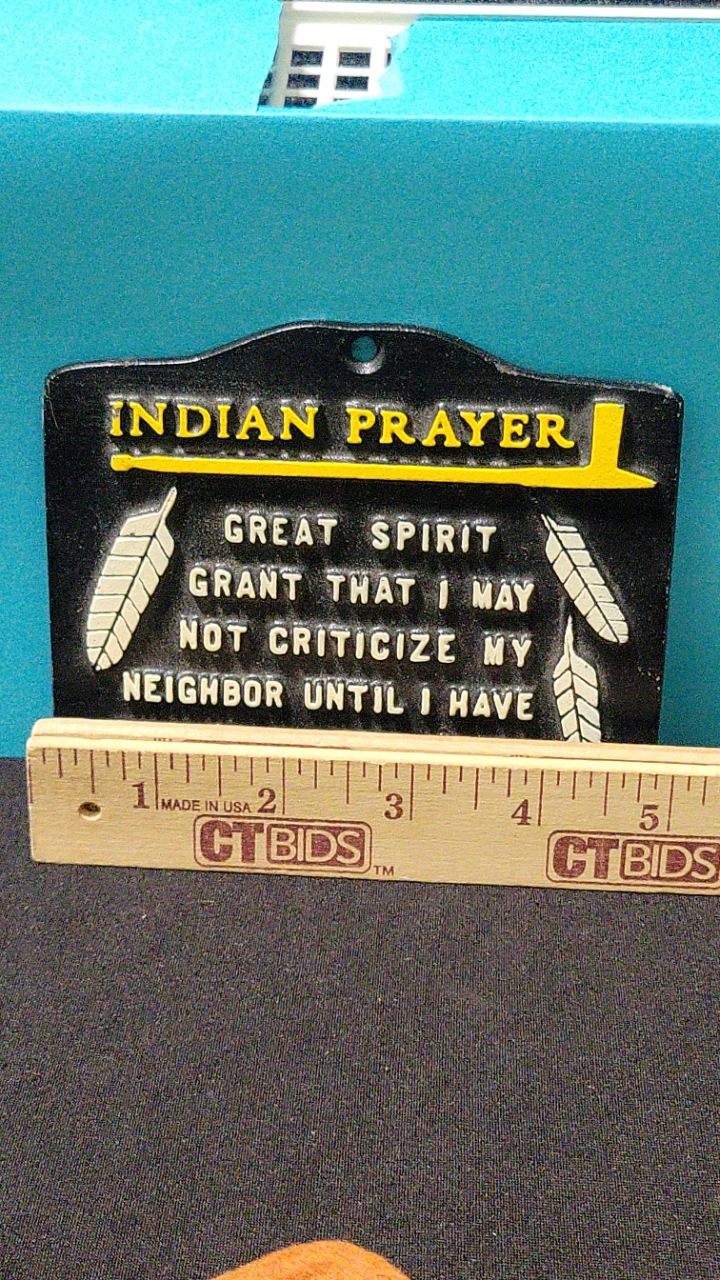 INDIAN PRAYER
GREAT SPIRIT
GRANT THAT I MAY
NOT CRITICIZE MY
NEIGHBOR UNTIL I HAVE
1 MADE IN USA 2 3 4 5
CTBIDS™ CTBIDS